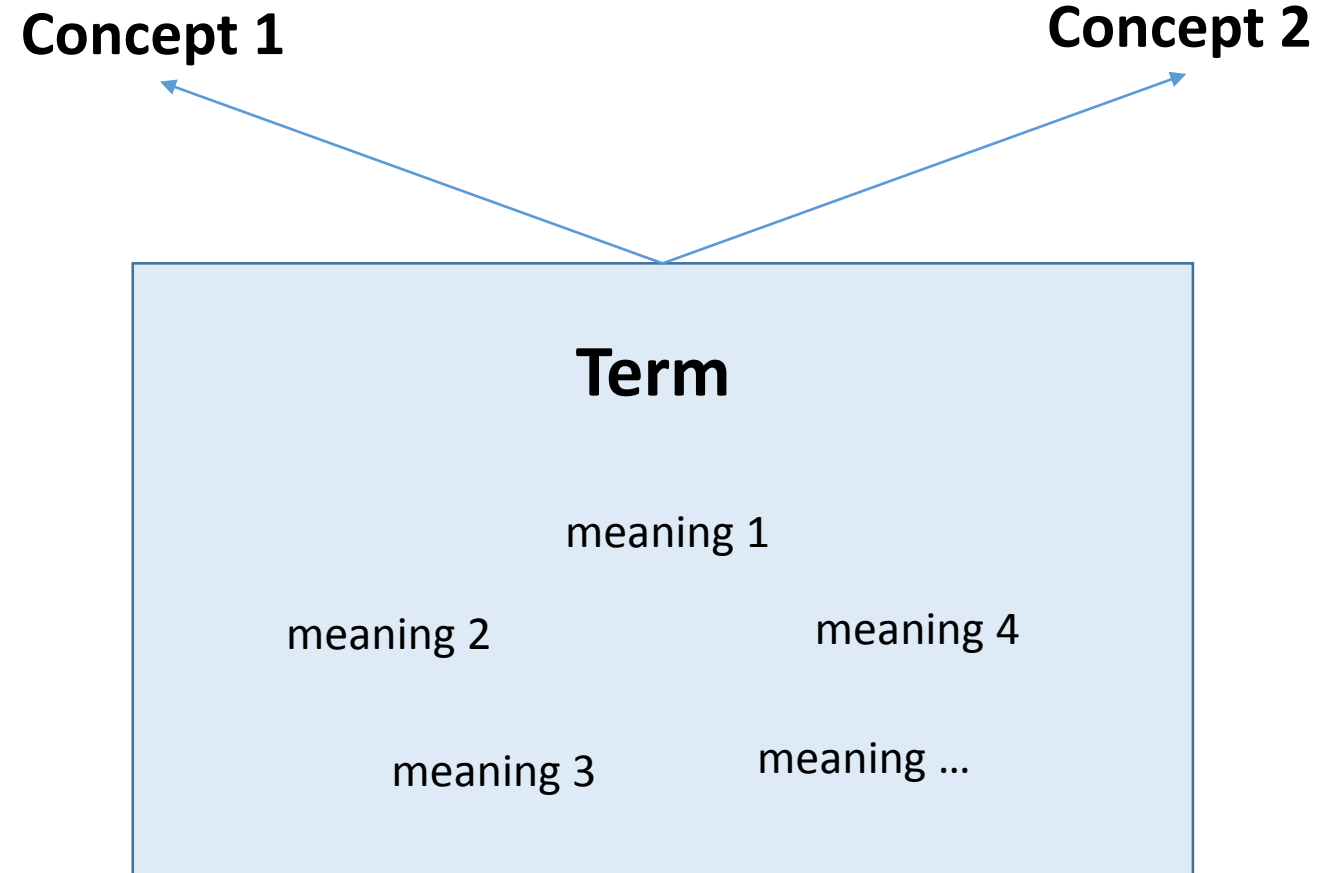 Concept 1
Concept 2
Term
meaning 1
meaning 2
meaning 4
meaning 3
meaning ...